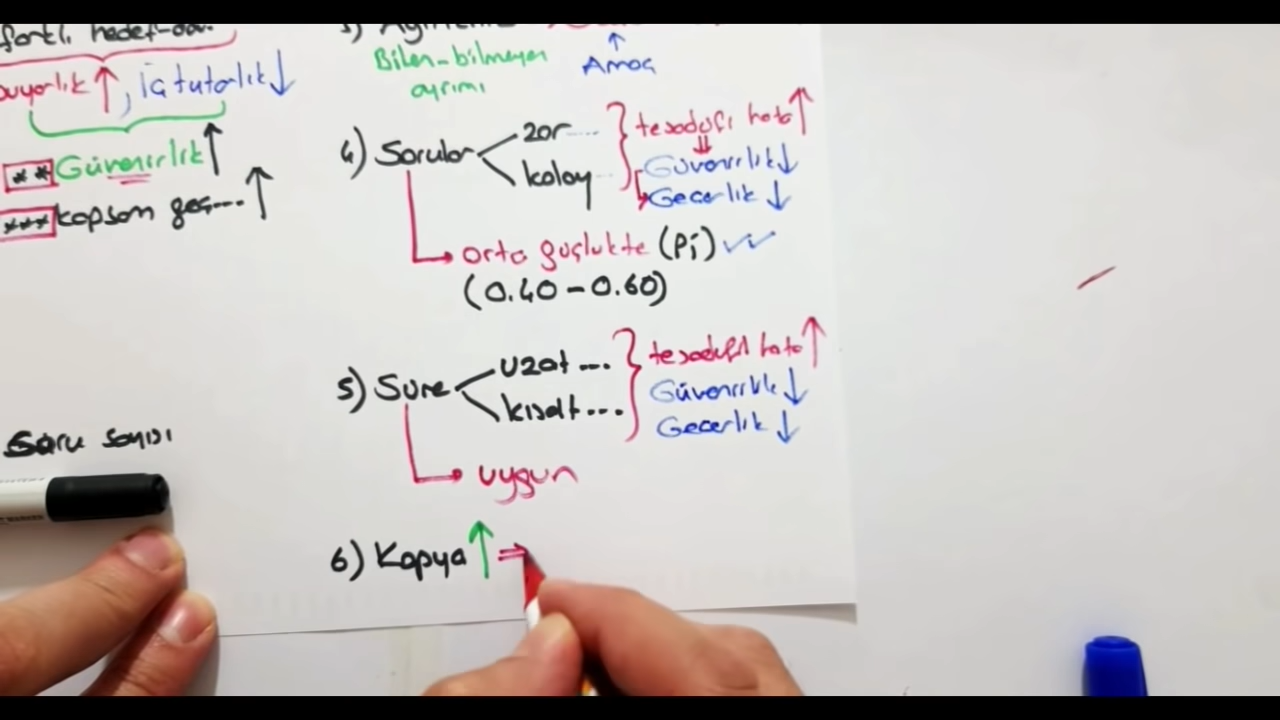 farklı hedef-dav.
duyarlık ↑, iç tutarlık ↓
** Güvenirlik ↑
*** kapsam geç... ↑
Soru sayısı
Bilen-bilmeyen
ayrımı
Amaç
4) Sorular
zor ....
kolay ..
tesadüfi hata ↑
Güvenirlik ↓
Geçerlik ↓
orta güçlükte (Pj) ✓✓
(0.40 - 0.60)
5) Süre
uzat ...
kısalt ...
tesadüfi hata ↑
Güvenirlik ↓
Geçerlik ↓
uygun
6) Kopya ↑ ⇒